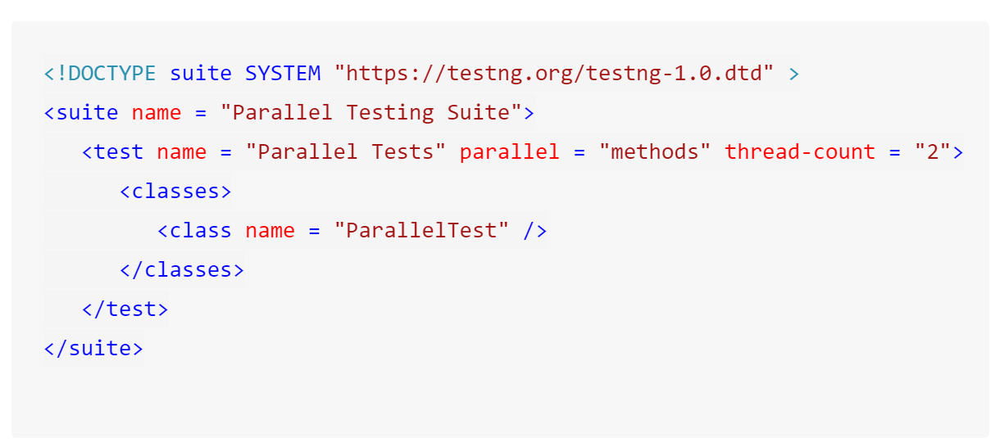 <!DOCTYPE suite SYSTEM "https://testng.org/testng-1.0.dtd" >
<suite name = "Parallel Testing Suite">
   <test name = "Parallel Tests" parallel = "methods" thread-count = "2">
      <classes>
         <class name = "ParallelTest" />
      </classes>
   </test>
</suite>